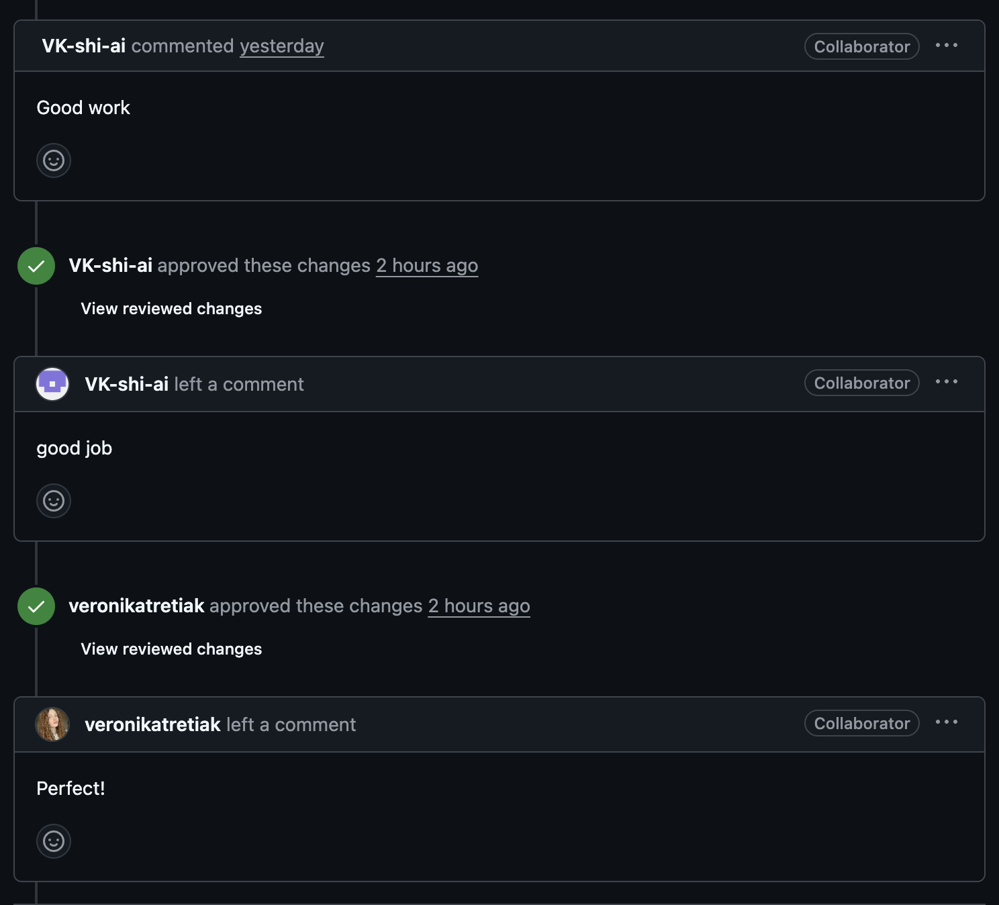 VK-shi-ai commented yesterday Collaborator
Good work
VK-shi-ai approved these changes 2 hours ago
View reviewed changes
VK-shi-ai left a comment Collaborator
good job
veronikatretiak approved these changes 2 hours ago
View reviewed changes
veronikatretiak left a comment Collaborator
Perfect!